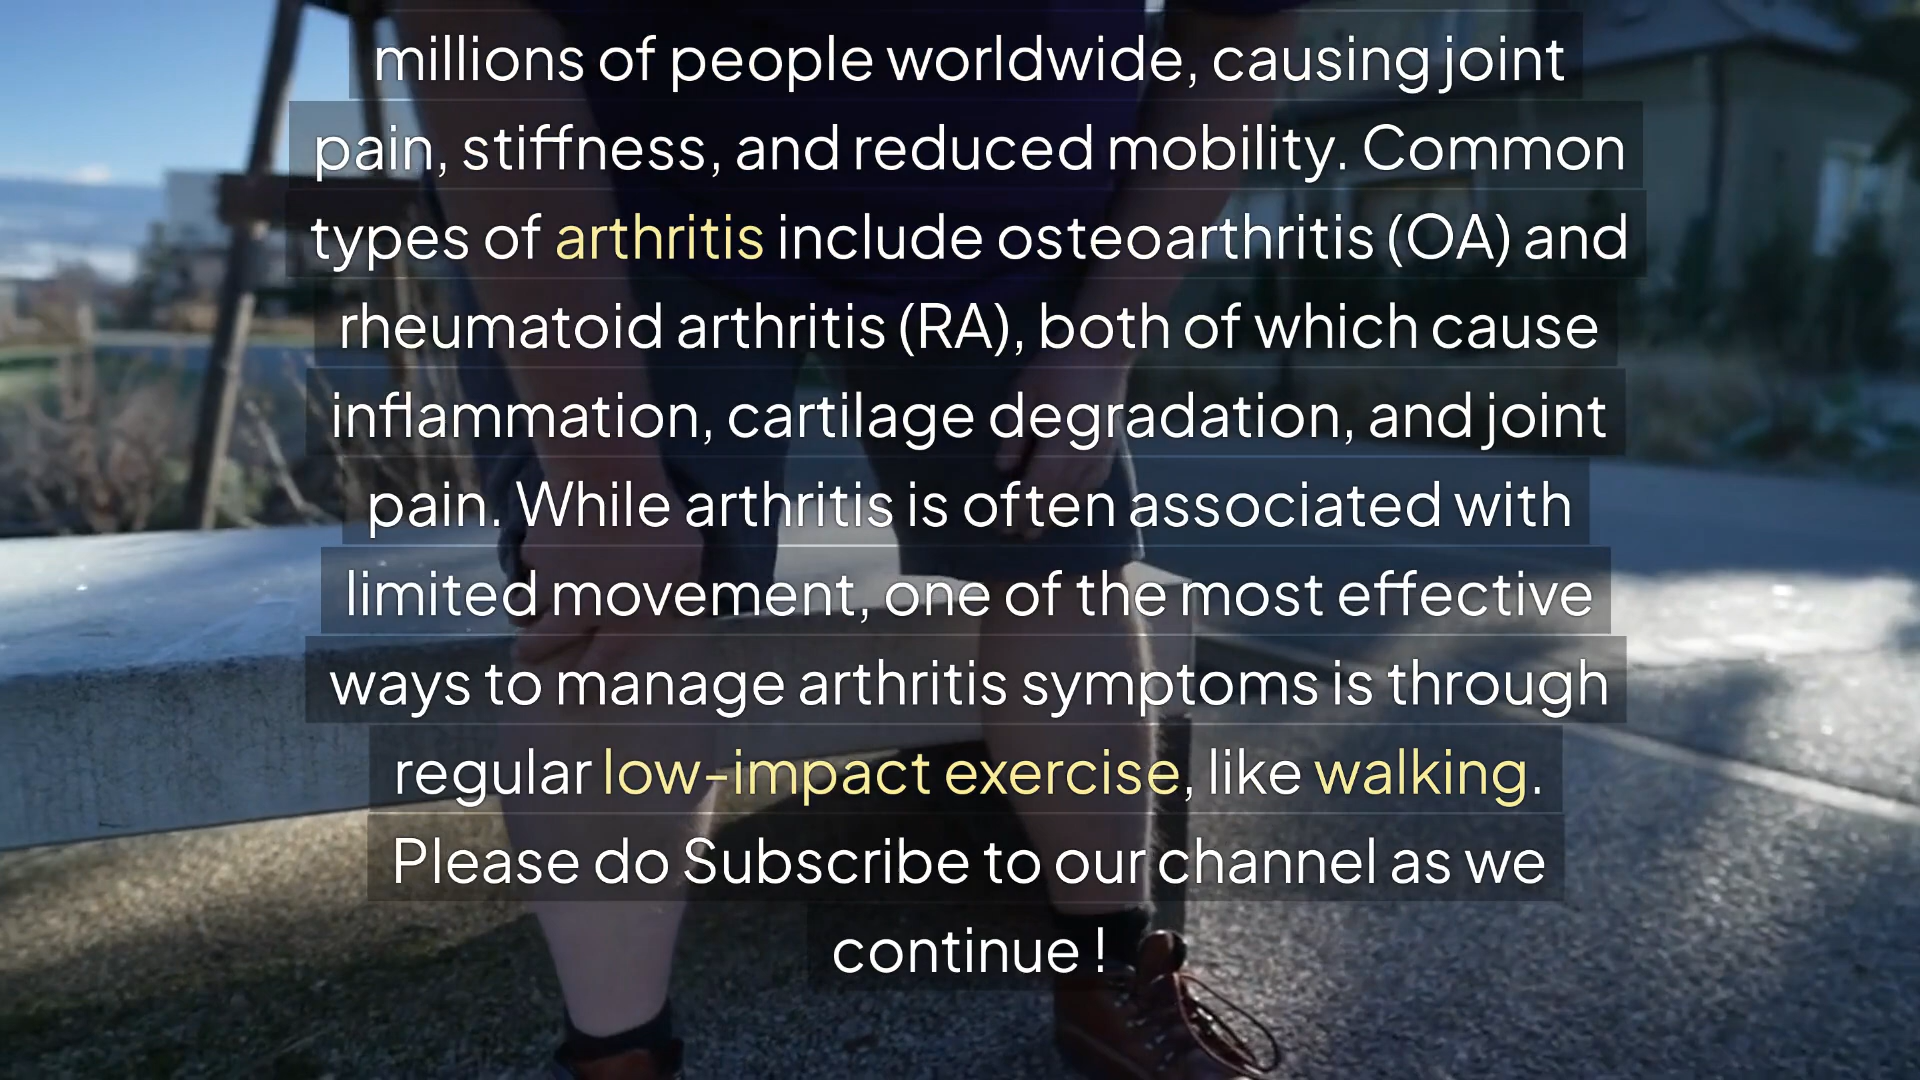 millions of people worldwide, causing joint
pain, stiffness, and reduced mobility. Common
types of arthritis include osteoarthritis (OA) and
rheumatoid arthritis (RA), both of which cause
inflammation, cartilage degradation, and joint
pain. While arthritis is often associated with
limited movement, one of the most effective
ways to manage arthritis symptoms is through
regular low-impact exercise, like walking.
Please do Subscribe to our channel as we
continue !